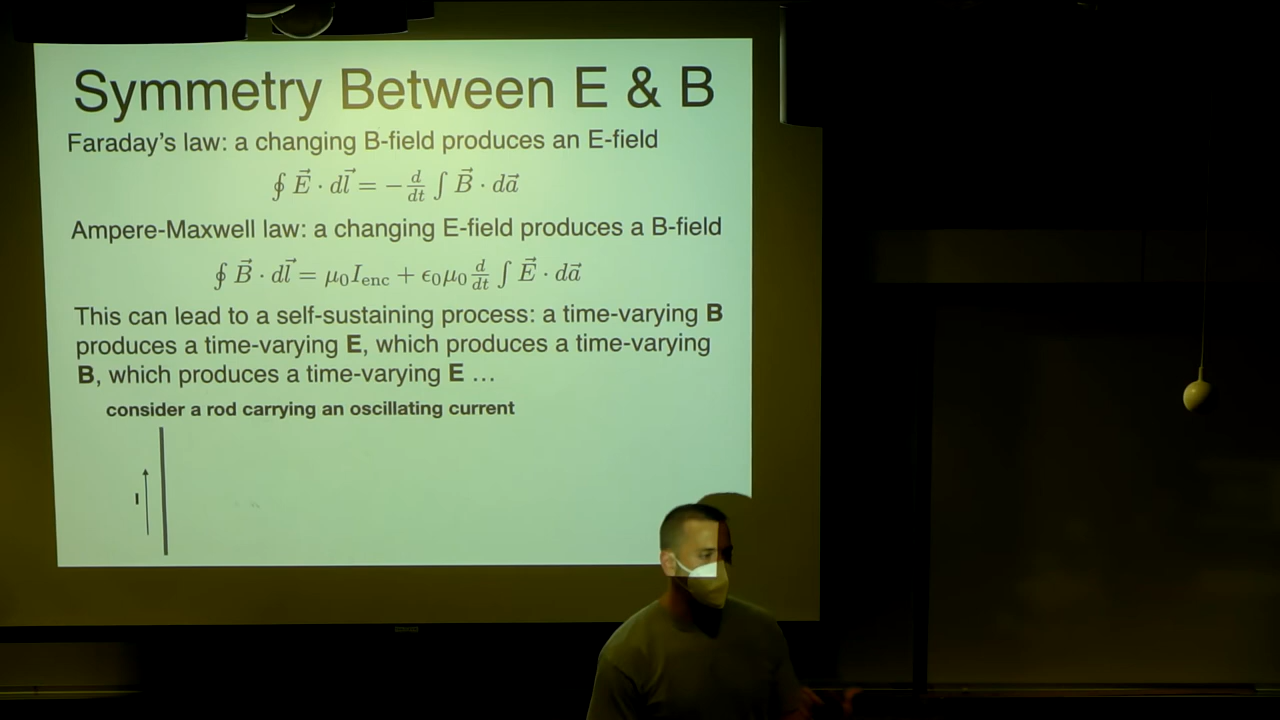 Symmetry Between E & B
Faraday's law: a changing B-field produces an E-field
∮ E⃗ · dl⃗ = − d/dt ∫ B⃗ · da⃗
Ampere-Maxwell law: a changing E-field produces a B-field
∮ B⃗ · dl⃗ = μ₀I_enc + ϵ₀μ₀ d/dt ∫ E⃗ · da⃗
This can lead to a self-sustaining process: a time-varying B
produces a time-varying E, which produces a time-varying
B, which produces a time-varying E …
consider a rod carrying an oscillating current
I